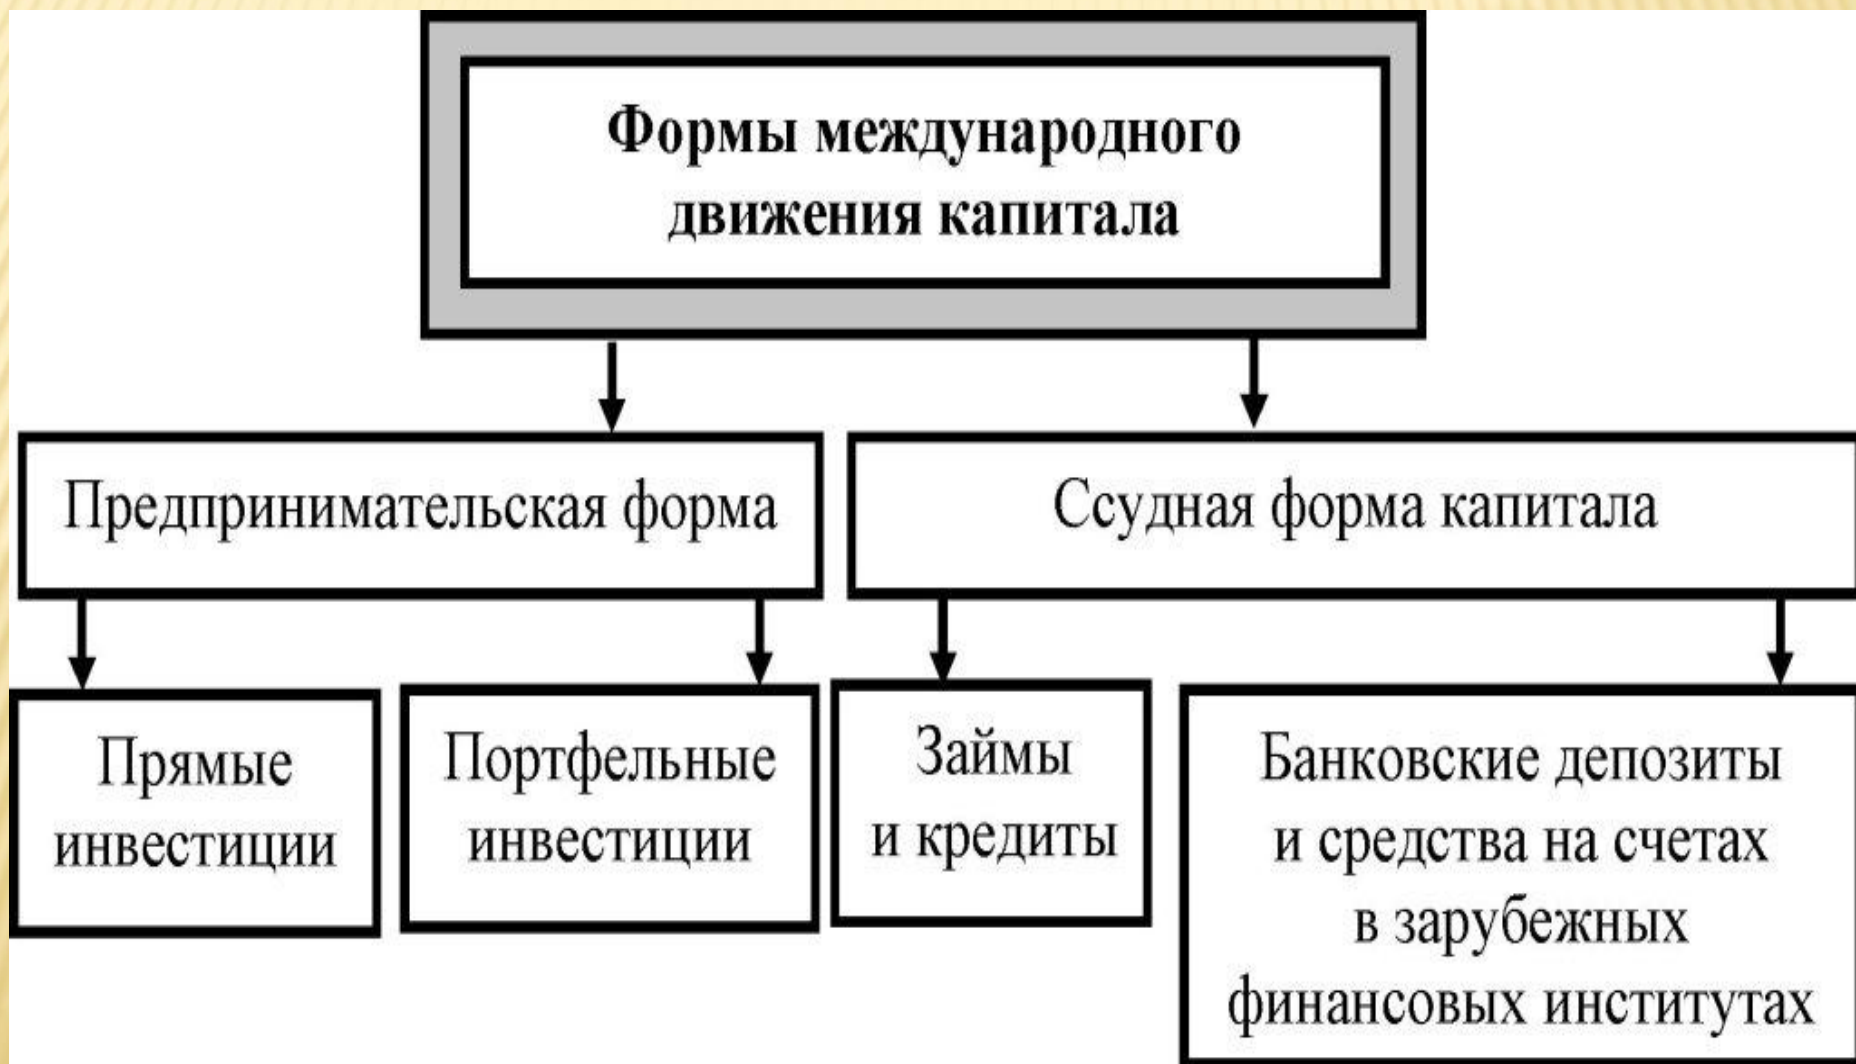 Формы международного
движения капитала
Предпринимательская форма
Ссудная форма капитала
Прямые
инвестиции
Портфельные
инвестиции
Займы
и кредиты
Банковские депозиты
и средства на счетах
в зарубежных
финансовых институтах